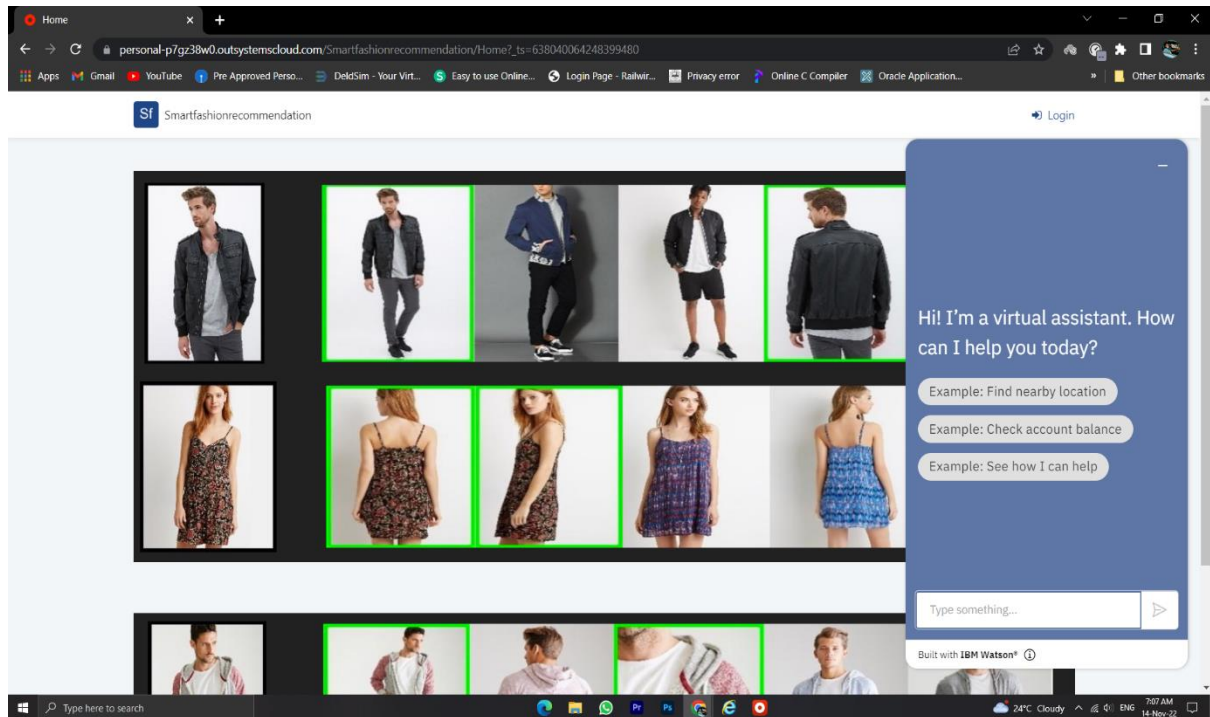 Home
personal-p7gz38w0.outsystemscloud.com/Smartfashionrecommendation/Home?_ts=638040064248399480
Apps Gmail YouTube Pre Approved Perso... DeldSim - Your Virt... Easy to use Online... Login Page - Railwir... Privacy error Online C Compiler Oracle Application... » Other bookmarks
Sf Smartfashionrecommendation Login
Hi! I'm a virtual assistant. How
can I help you today?
Example: Find nearby location
Example: Check account balance
Example: See how I can help
Type something...
Built with IBM Watson®
Type here to search
Pr Ps
24°C Cloudy ENG
7:07 AM
14-Nov-22